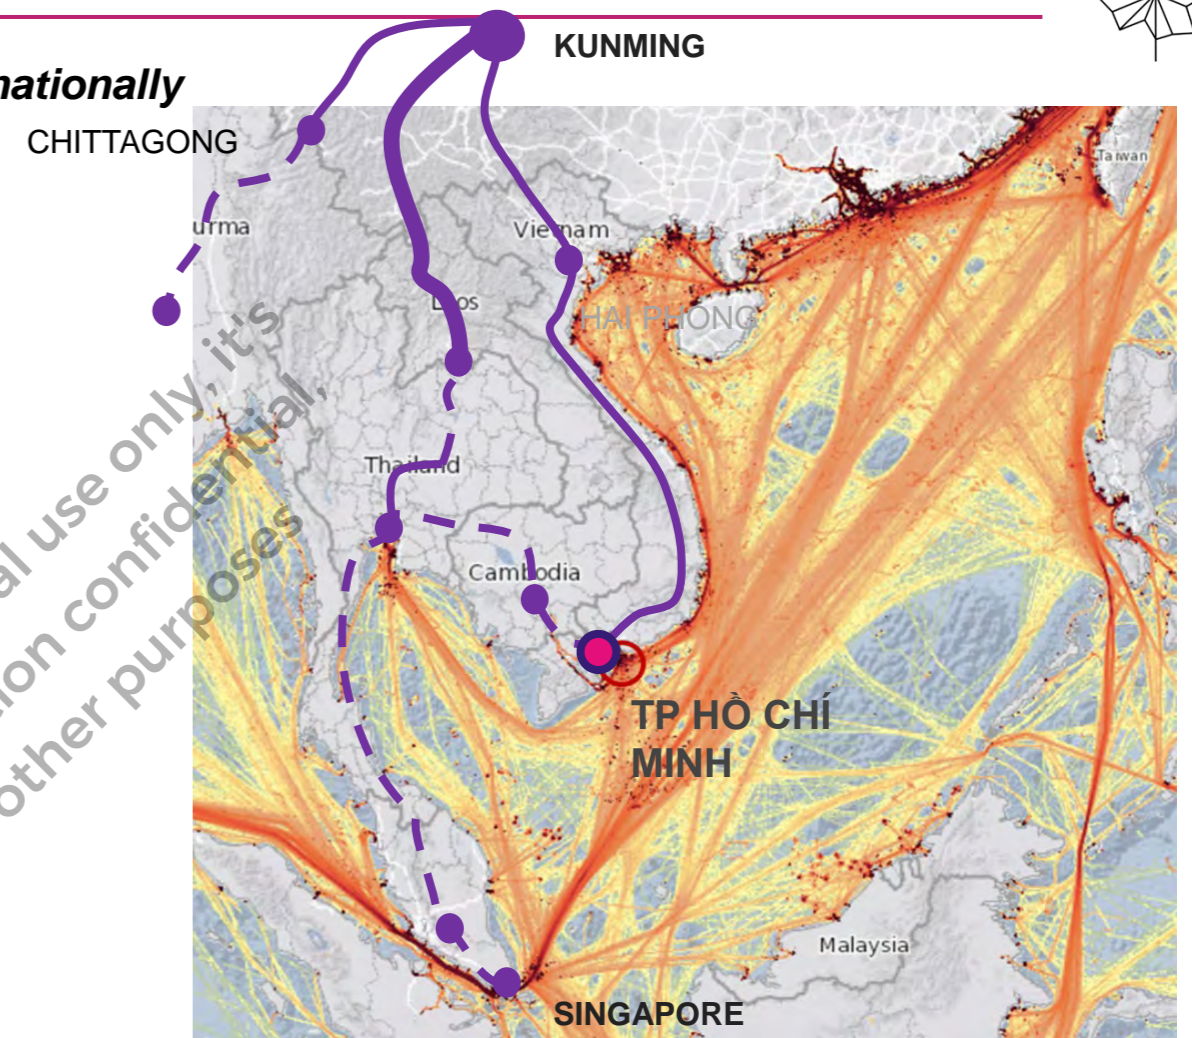 KUNMING
nationally
CHITTAGONG
Taiwan
urma
Vietnam
Laos
HAI PHONG
Thailand
Cambodia
TP HỒ CHÍ
MINH
Malaysia
SINGAPORE
al use only, it's
ion confidential,
other purposes